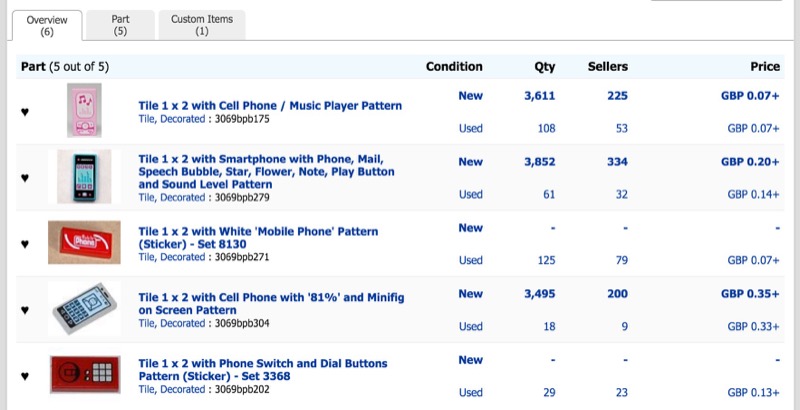 Overview
(6)
Part
(5)
Custom Items
(1)
Part (5 out of 5) Condition Qty Sellers Price
Tile 1 x 2 with Cell Phone / Music Player Pattern
Tile, Decorated : 3069bpb175
New 3,611 225 GBP 0.07+
Used 108 53 GBP 0.07+
Tile 1 x 2 with Smartphone with Phone, Mail,
Speech Bubble, Star, Flower, Note, Play Button
and Sound Level Pattern
Tile, Decorated : 3069bpb279
New 3,852 334 GBP 0.20+
Used 61 32 GBP 0.14+
Phone
Tile 1 x 2 with White 'Mobile Phone' Pattern
(Sticker) - Set 8130
Tile, Decorated : 3069bpb271
New - - -
Used 125 79 GBP 0.07+
Tile 1 x 2 with Cell Phone with '81%' and Minifig
on Screen Pattern
Tile, Decorated : 3069bpb304
New 3,495 200 GBP 0.35+
Used 18 9 GBP 0.33+
Tile 1 x 2 with Phone Switch and Dial Buttons
Pattern (Sticker) - Set 3368
Tile, Decorated : 3069bpb202
New - - -
Used 29 23 GBP 0.13+